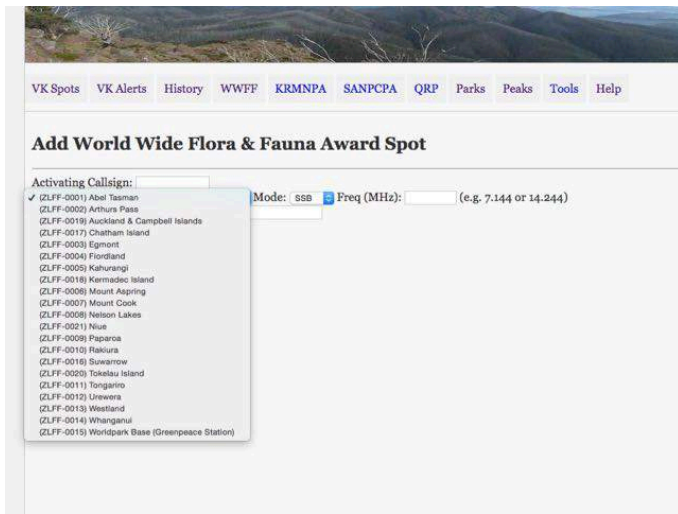 VK Spots VK Alerts History WWFF KRMNPA SANPCPA QRP Parks Peaks Tools Help
Add World Wide Flora & Fauna Award Spot
Activating Callsign:
Mode: SSB Freq (MHz): (e.g. 7.144 or 14.244)
✓ (ZLFF-0001) Abel Tasman
(ZLFF-0002) Arthurs Pass
(ZLFF-0019) Auckland & Campbell Islands
(ZLFF-0017) Chatham Island
(ZLFF-0003) Egmont
(ZLFF-0004) Fiordland
(ZLFF-0005) Kahurangi
(ZLFF-0018) Kermadec Island
(ZLFF-0006) Mount Aspring
(ZLFF-0007) Mount Cook
(ZLFF-0008) Nelson Lakes
(ZLFF-0021) Niue
(ZLFF-0009) Paparoa
(ZLFF-0010) Rakiura
(ZLFF-0016) Suwarrow
(ZLFF-0020) Tokelau Island
(ZLFF-0011) Tongariro
(ZLFF-0012) Urewera
(ZLFF-0013) Westland
(ZLFF-0014) Whanganui
(ZLFF-0015) Worldpark Base (Greenpeace Station)